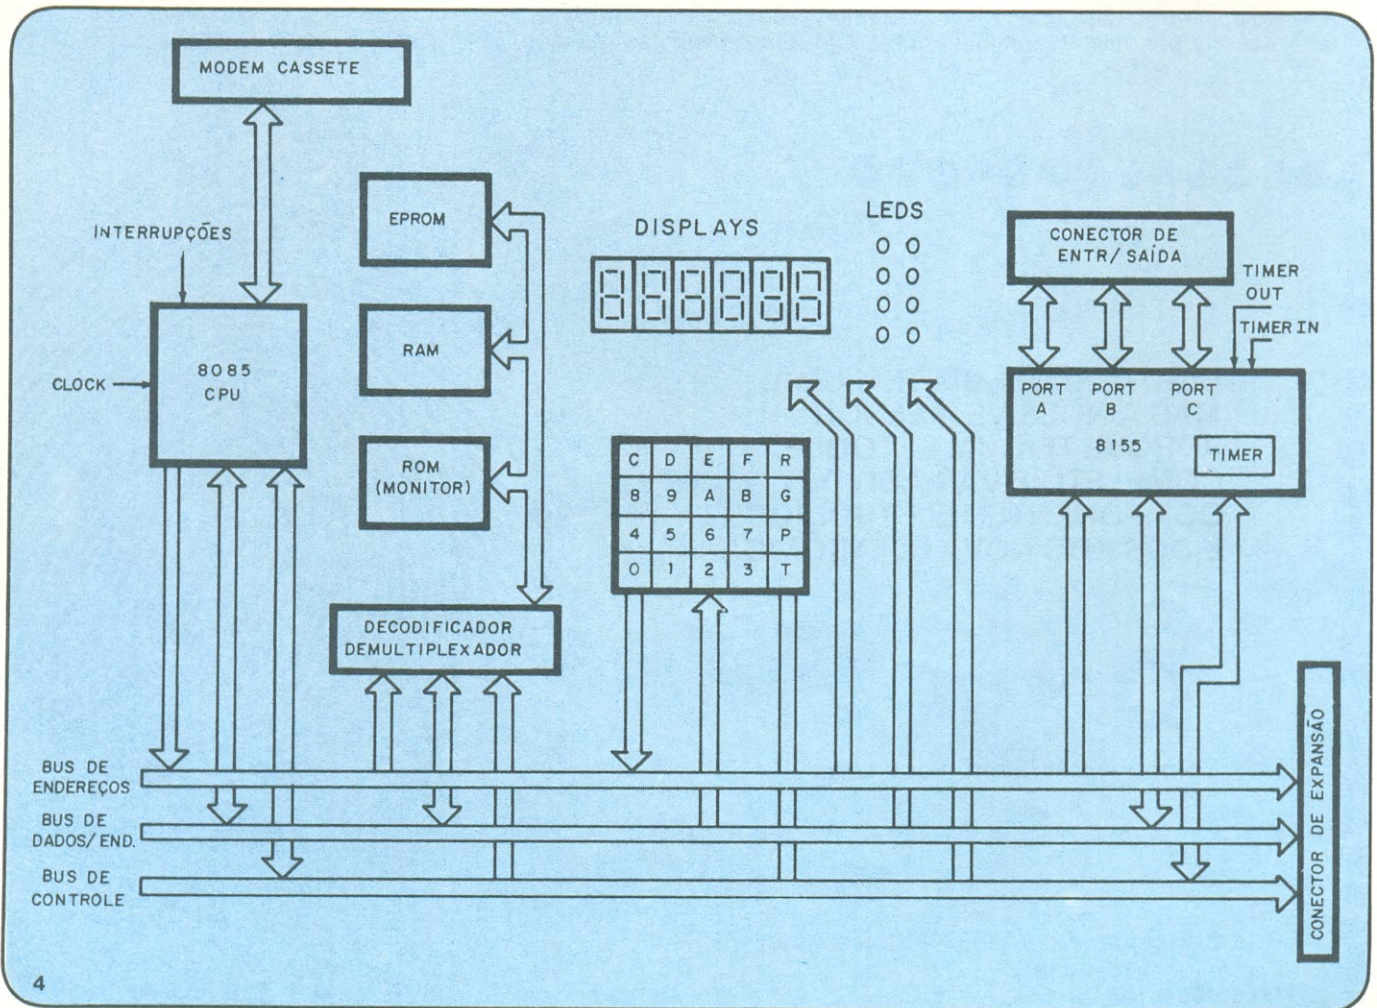 MODEM CASSETE
INTERRUPÇÕES
CLOCK
8085
CPU
EPROM
RAM
ROM
(MONITOR)
DECODIFICADOR
DEMULTIPLEXADOR
DISPLAYS
LEDS
C D E F R
8 9 A B G
4 5 6 7 P
0 1 2 3 T
CONECTOR DE
ENTR/SAÍDA
TIMER
OUT
TIMER IN
PORT
A
PORT
B
PORT
C
8155
TIMER
BUS DE
ENDEREÇOS
BUS DE
DADOS/END.
BUS DE
CONTROLE
CONECTOR DE EXPANSÃO
4